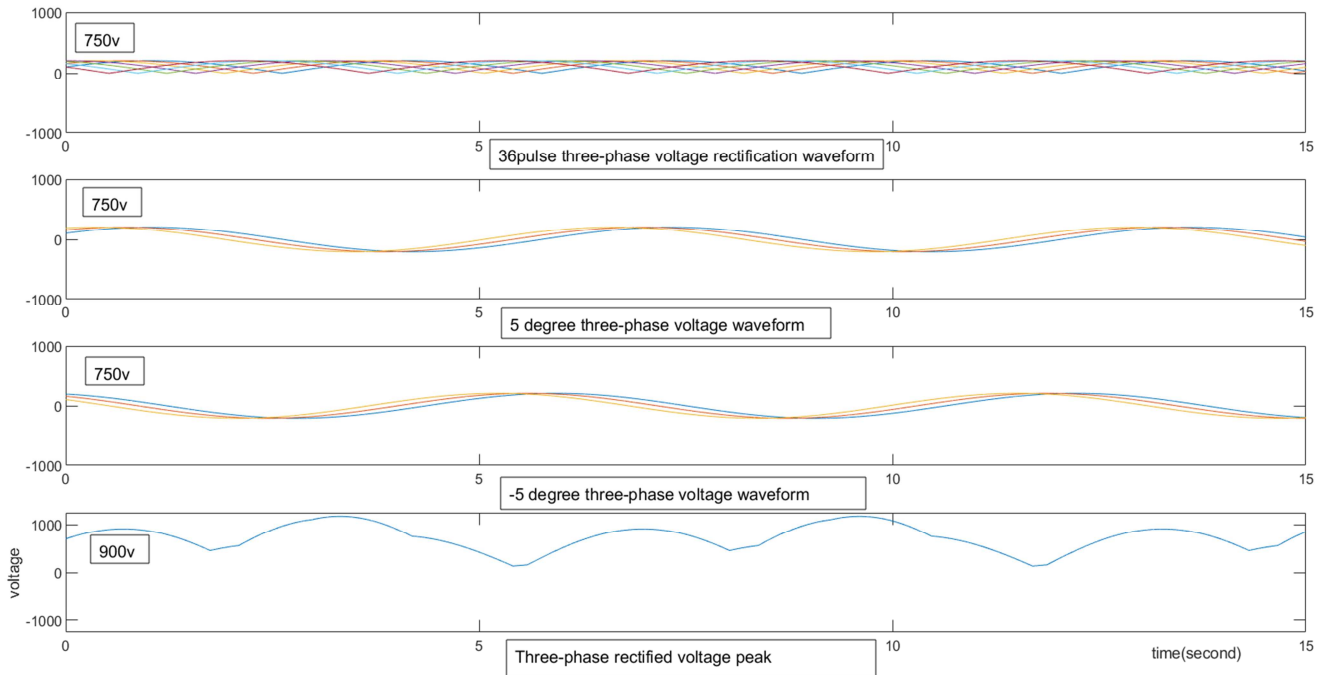 1000
750v
0
-1000
0 5 10 15
36pulse three-phase voltage rectification waveform
1000
750v
0
-1000
0 5 10 15
5 degree three-phase voltage waveform
1000
750v
0
-1000
0 5 10 15
-5 degree three-phase voltage waveform
1000
900v
voltage
0
-1000
0 5 10 15
Three-phase rectified voltage peak
time(second)